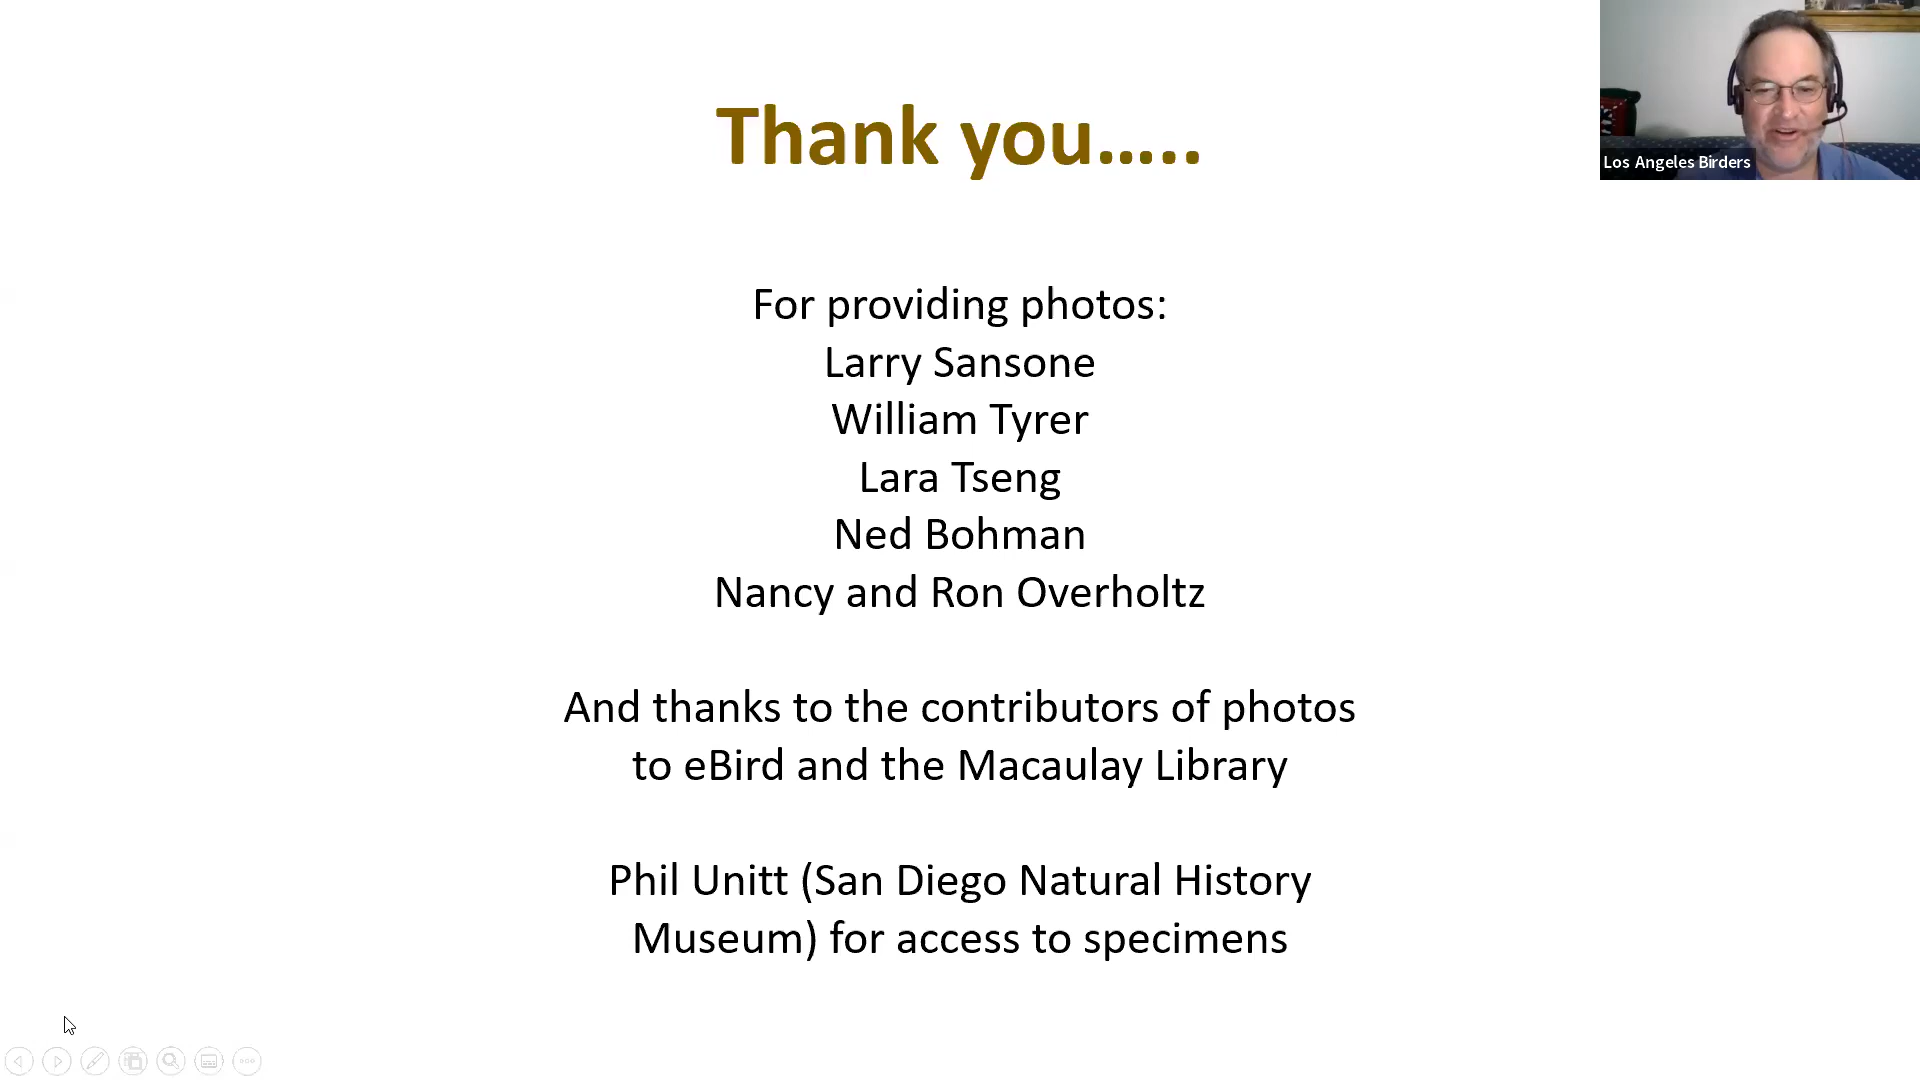 Thank you…..
Los Angeles Birders
For providing photos:
Larry Sansone
William Tyrer
Lara Tseng
Ned Bohman
Nancy and Ron Overholtz
And thanks to the contributors of photos
to eBird and the Macaulay Library
Phil Unitt (San Diego Natural History
Museum) for access to specimens